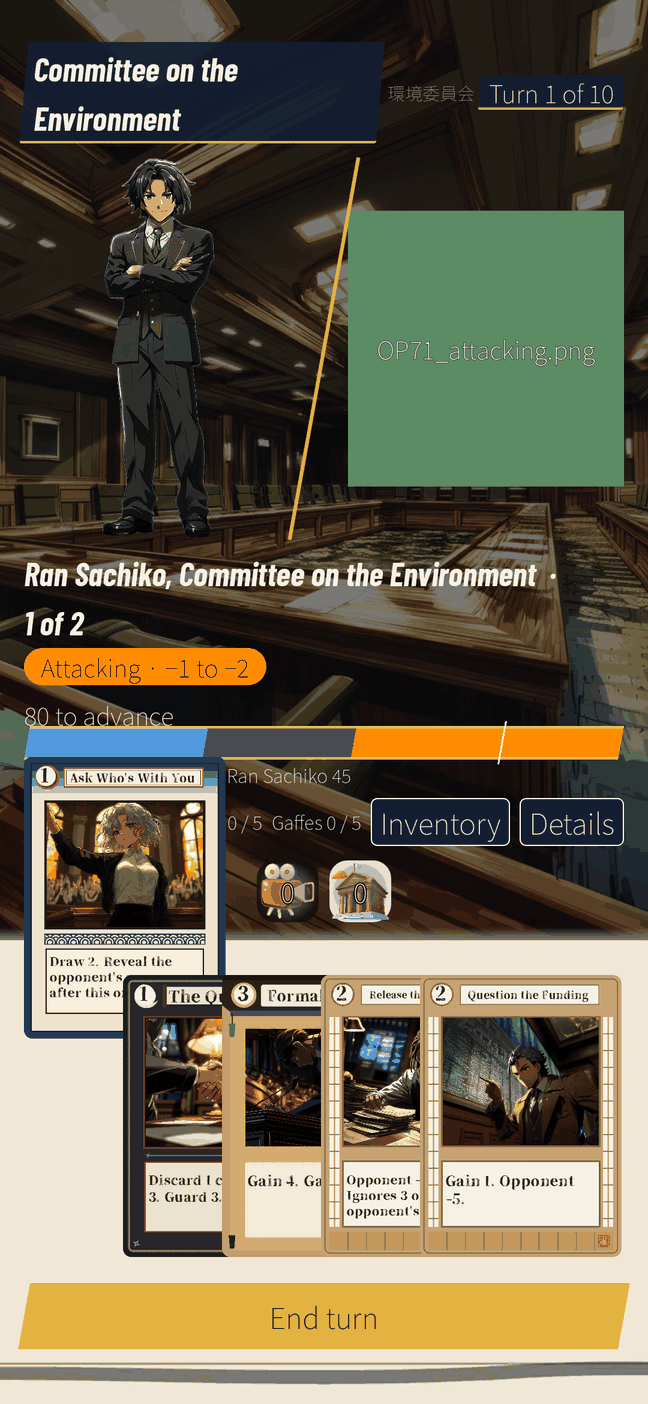 Committee on the
Environment
環境委員会
Turn 1 of 10
OP71_attacking.png
Ran Sachiko, Committee on the Environment ·
1 of 2
Attacking · −1 to −2
80 to advance
Ran Sachiko 45
0 / 5 Gaffes 0 / 5
Inventory
Details
0
0
1
Ask Who's With You
Draw 2. Reveal the
opponent's
after this
1
The
Discard 1
3. Guard 3.
3
Gain 4.
2
Release
Opponent
Ignores 3
opponent's
2
Question the Funding
Gain 1. Opponent
-5.
End turn